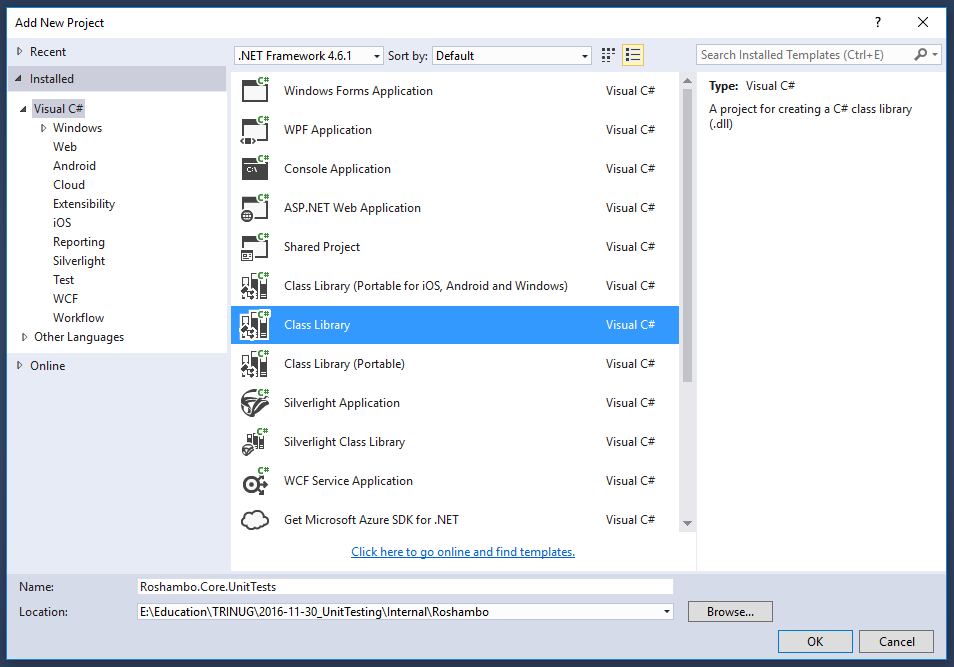 Add New Project
?
Recent
Installed
Visual C#
Windows
Web
Android
Cloud
Extensibility
iOS
Reporting
Silverlight
Test
WCF
Workflow
Other Languages
Online
.NET Framework 4.6.1 Sort by: Default
C# Windows Forms Application Visual C#
C# WPF Application Visual C#
C# C:\ Console Application Visual C#
C# ASP.NET Web Application Visual C#
C# Shared Project Visual C#
C# Class Library (Portable for iOS, Android and Windows) Visual C#
C# Class Library Visual C#
C# Class Library (Portable) Visual C#
C# Silverlight Application Visual C#
C# Silverlight Class Library Visual C#
C# WCF Service Application Visual C#
Get Microsoft Azure SDK for .NET Visual C#
Click here to go online and find templates.
Search Installed Templates (Ctrl+E)
Type: Visual C#
A project for creating a C# class library
(.dll)
Name: Roshambo.Core.UnitTests
Location: E:\Education\TRINUG\2016-11-30_UnitTesting\Internal\Roshambo Browse...
OK Cancel